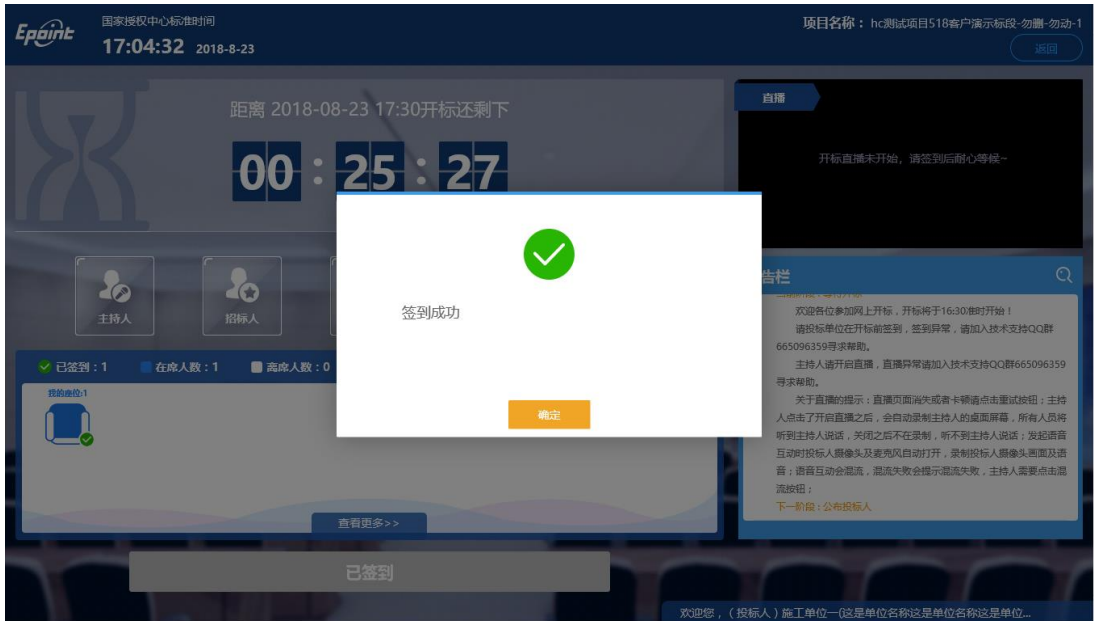 Epoint
国家授权中心标准时间
17:04:32 2018-8-23
项目名称：hc测试项目518客户演示标段-勿删-勿动-1
返回
距离 2018-08-23 17:30开标还剩下
00 : 25 : 27
直播
开标直播未开始，请签到后耐心等候~
签到成功
确定
主持人
招标人
已签到：1 在席人数：1 离席人数：0
我的座位:1
查看更多>>
已签到
告栏
欢迎各位参加网上开标，开标将于16:30准时开始！
请投标单位在开标前签到，签到异常，请加入技术支持QQ群
665096359寻求帮助。
主持人请开启直播，直播异常请加入技术支持QQ群665096359
寻求帮助。
关于直播的提示：直播页面消失或者卡顿请点击重试按钮；主持
人点击了开启直播之后，会自动录制主持人的桌面屏幕，所有人员将
听到主持人说话，关闭之后不在录制，听不到主持人说话；发起语音
互动时投标人摄像头及麦克风自动打开，录制投标人摄像头画面及语
音；语音互动会混流，混流失败会提示混流失败，主持人需要点击混
流按钮；
下一阶段：公布投标人
欢迎您，（投标人）施工单位一(这是单位名称这是单位名称这是单位...